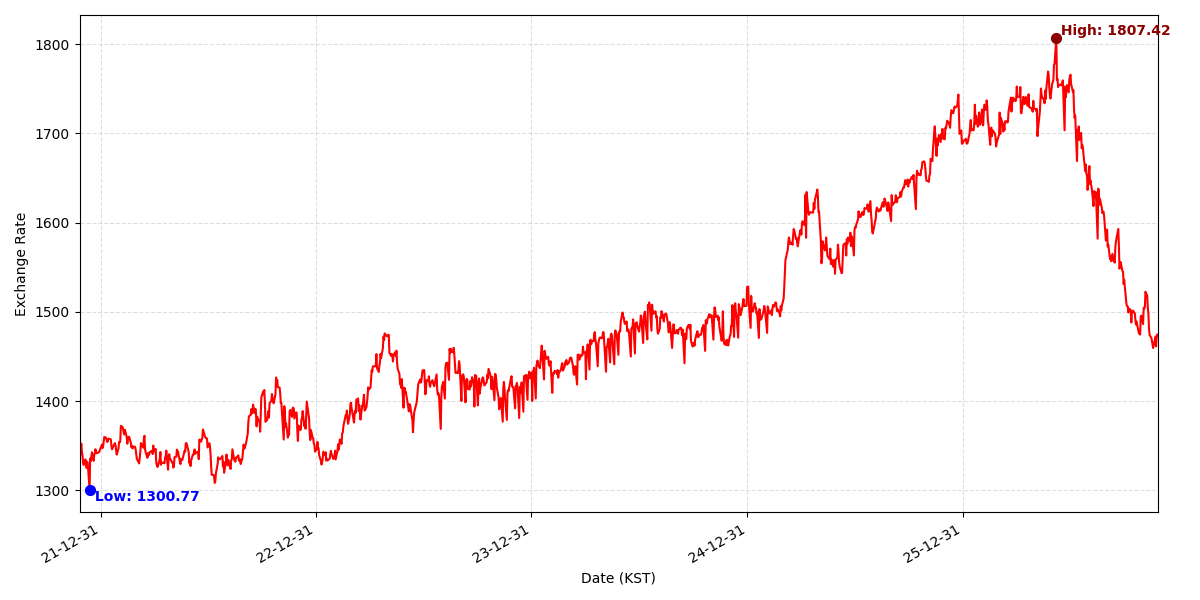 High: 1807.42
1800
1700
1600
1500
1400
1300
Exchange Rate
Low: 1300.77
21-12-31
22-12-31
23-12-31
24-12-31
25-12-31
Date (KST)